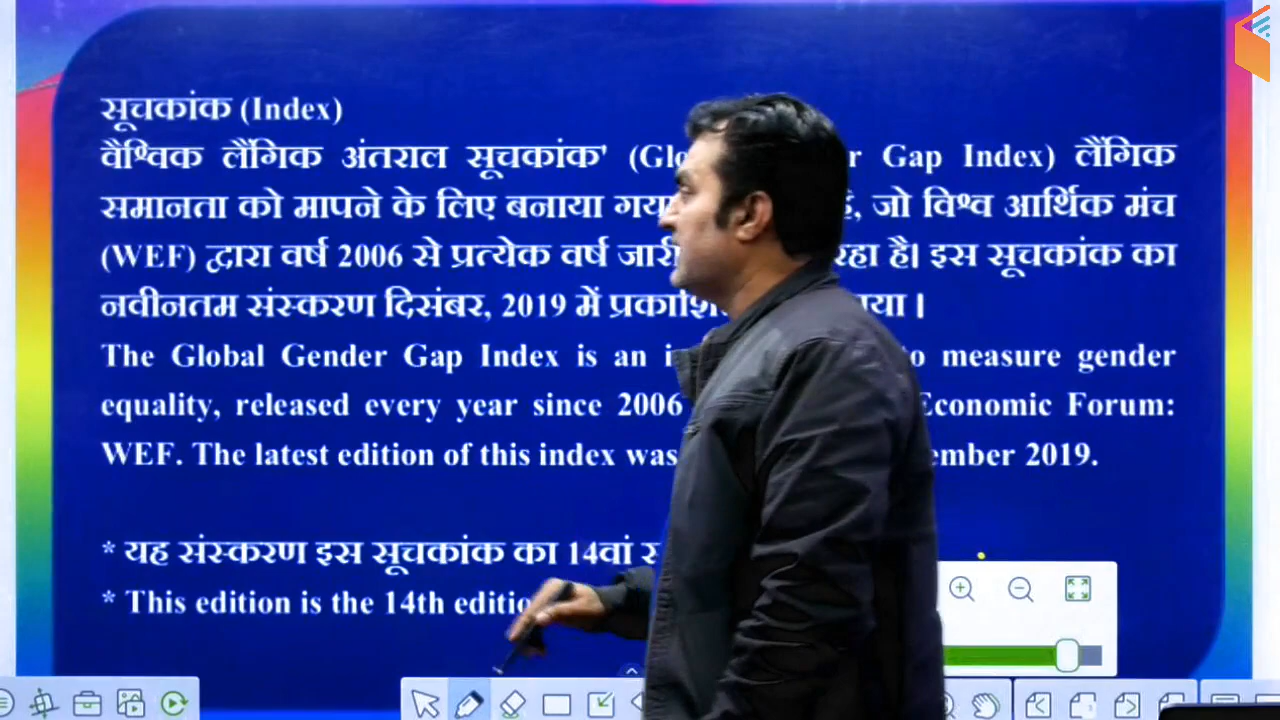 सूचकांक (Index)
वैश्विक लैंगिक अंतराल सूचकांक' (Glo r Gap Index) लैंगिक
समानता को मापने के लिए बनाया गया है, जो विश्व आर्थिक मंच
(WEF) द्वारा वर्ष 2006 से प्रत्येक वर्ष जारी रहा है। इस सूचकांक का
नवीनतम संस्करण दिसंबर, 2019 में प्रकाशि या।
The Global Gender Gap Index is an i o measure gender
equality, released every year since 2006 Economic Forum:
WEF. The latest edition of this index was ember 2019.
* यह संस्करण इस सूचकांक का 14वां
* This edition is the 14th editio